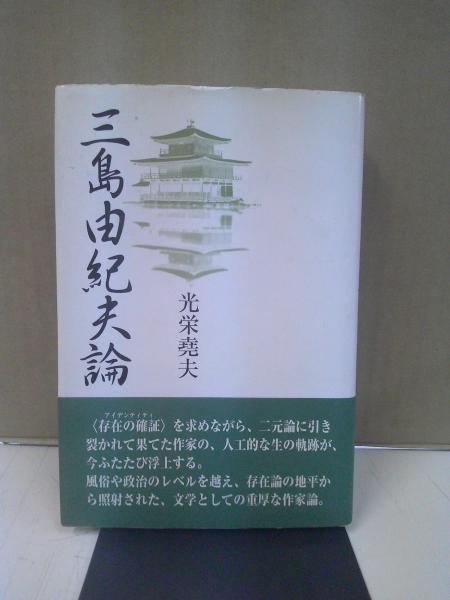 三島由紀夫論
光栄堯夫
アイデンティティ
〈存在の確証〉を求めながら、二元論に引き
裂かれて果てた作家の、人工的な生の軌跡が、
今ふたたび浮上する。
風俗や政治のレベルを越え、存在論の地平か
ら照射された、文学としての重厚な作家論。